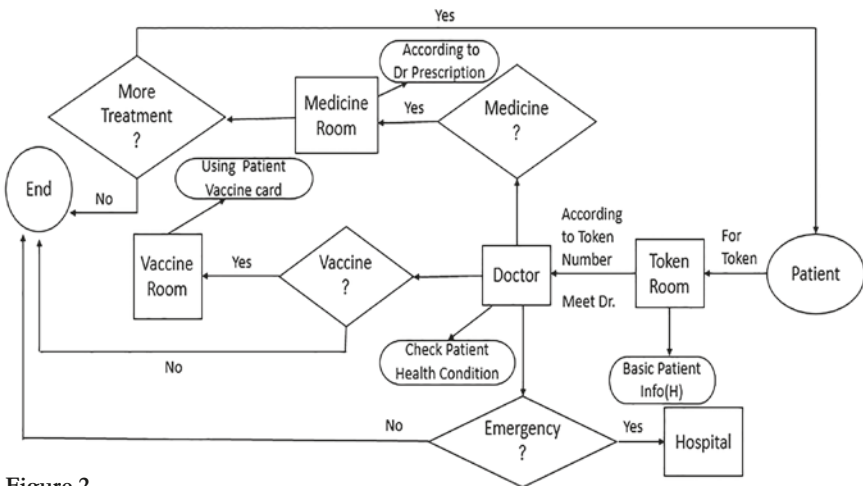 Yes
According to
Dr Prescription
More
Treatment
?
Medicine
Room
Yes
Medicine
?
Using Patient
Vaccine card
End
No
According
to Token
Number
For
Token
Vaccine
Room
Yes
Vaccine
?
Doctor
Token
Room
Patient
Meet Dr.
No
Check Patient
Health Condition
Basic Patient
Info(H)
No
Emergency
?
Yes
Hospital
Figure 2